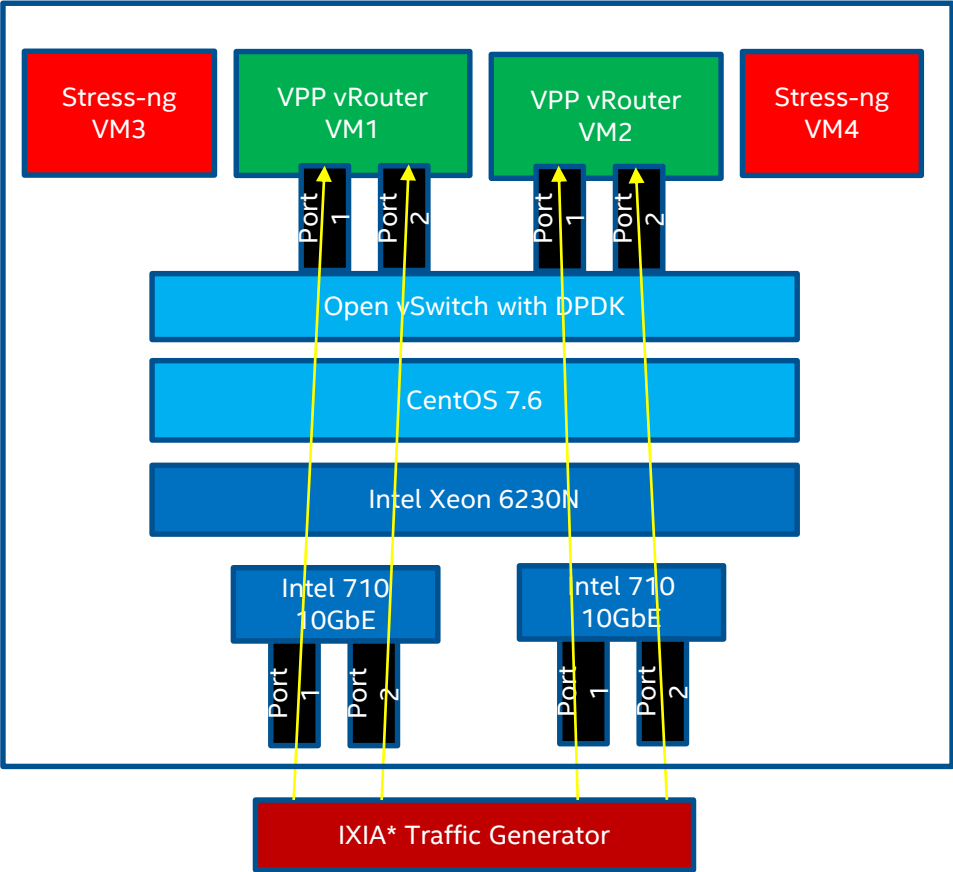 Stress-ng
VM3
VPP vRouter
VM1
VPP vRouter
VM2
Stress-ng
VM4
Port
1
Port
2
Port
1
Port
2
Open vSwitch with DPDK
CentOS 7.6
Intel Xeon 6230N
Intel 710
10GbE
Intel 710
10GbE
Port
1
Port
2
Port
1
Port
2
IXIA* Traffic Generator